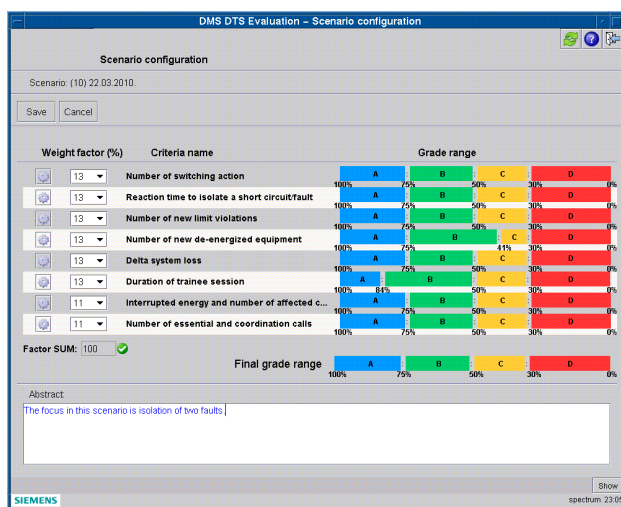 DMS DTS Evaluation – Scenario configuration
Scenario configuration
Scenario: (10) 22.03.2010.
Save Cancel
Weight factor (%) Criteria name Grade range
13 Number of switching action A B C D
100% 75% 50% 30% 0%
13 Reaction time to isolate a short circuit/fault A B C D
100% 75% 50% 30% 0%
13 Number of new limit violations A B C D
100% 75% 50% 30% 0%
13 Number of new de-energized equipment A B C D
100% 75% 41% 30% 0%
13 Delta system loss A B C D
100% 75% 50% 30% 0%
13 Duration of trainee session A B C D
100% 84% 50% 30% 0%
11 Interrupted energy and number of affected c... A B C D
100% 75% 50% 30% 0%
11 Number of essential and coordination calls A B C D
100% 75% 50% 30% 0%
Factor SUM: 100
Final grade range A B C D
100% 75% 50% 30% 0%
Abstract:
The focus in this scenario is isolation of two faults.
Show
SIEMENS spectrum 23:05